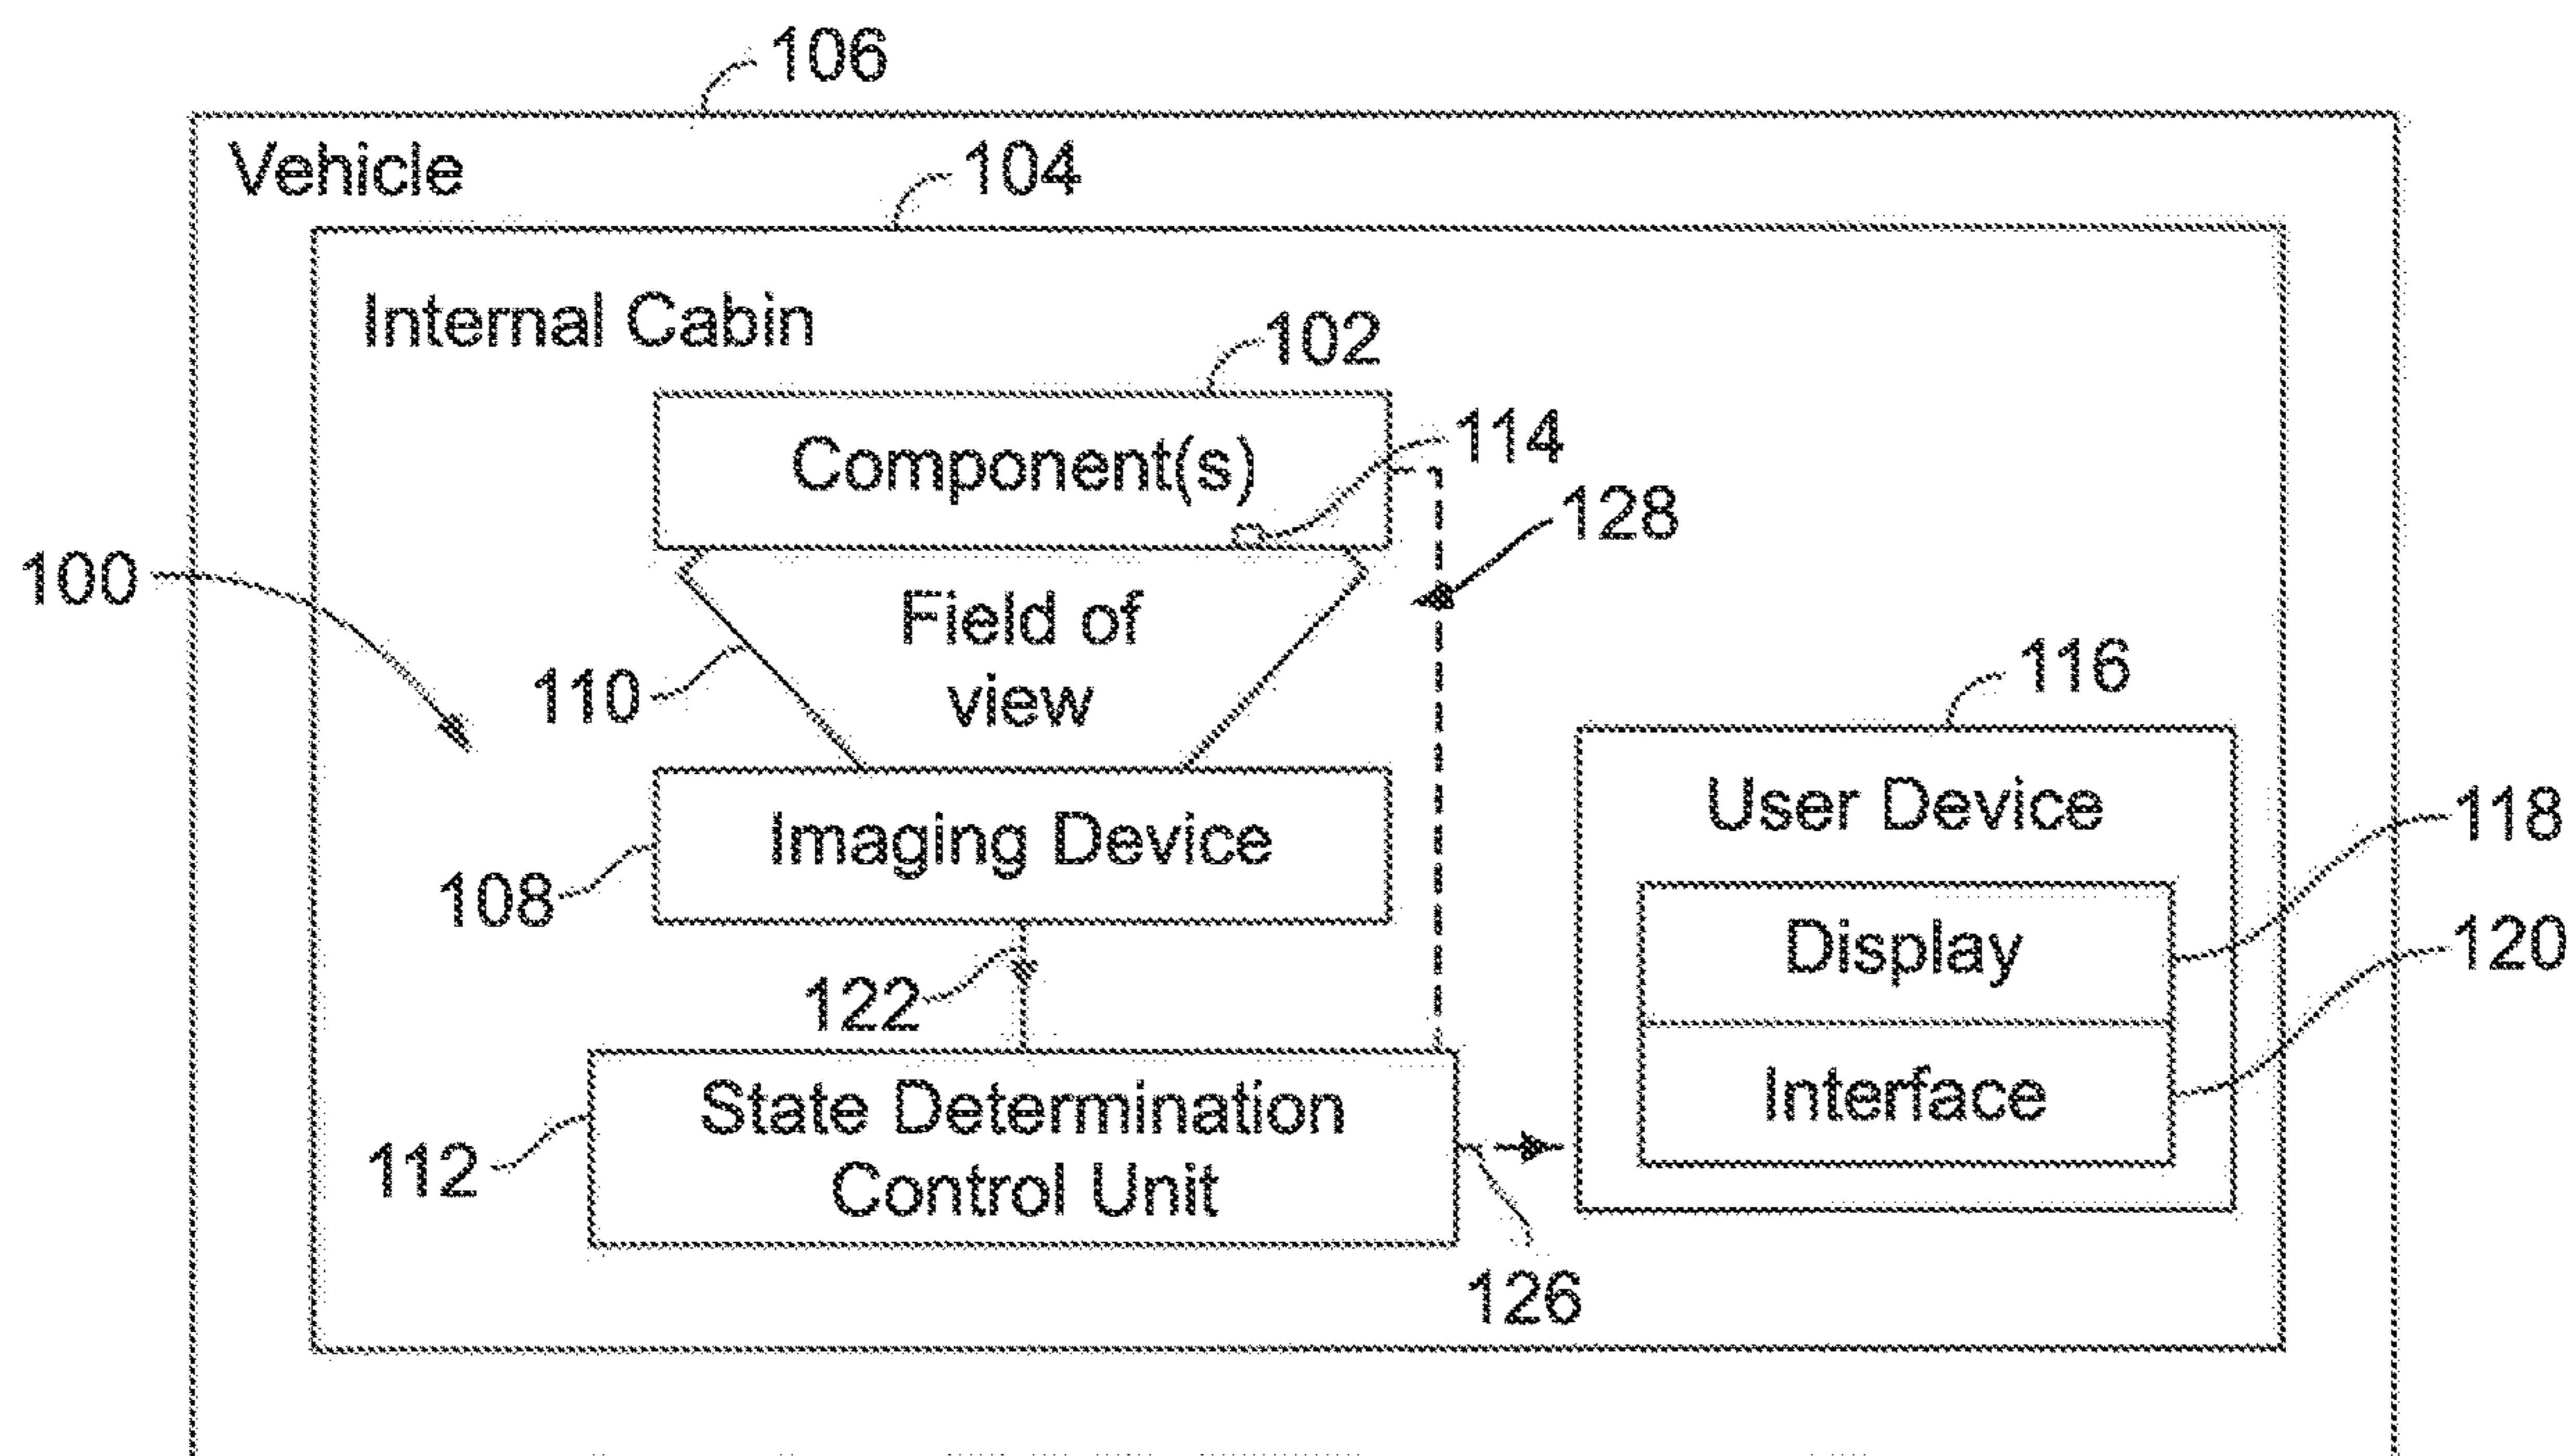 106
Vehicle
104
Internal Cabin
102
Component(s)
114
128
100
Field of
view
110
116
User Device
Imaging Device
118
108
Display
120
122
Interface
State Determination
Control Unit
112
126